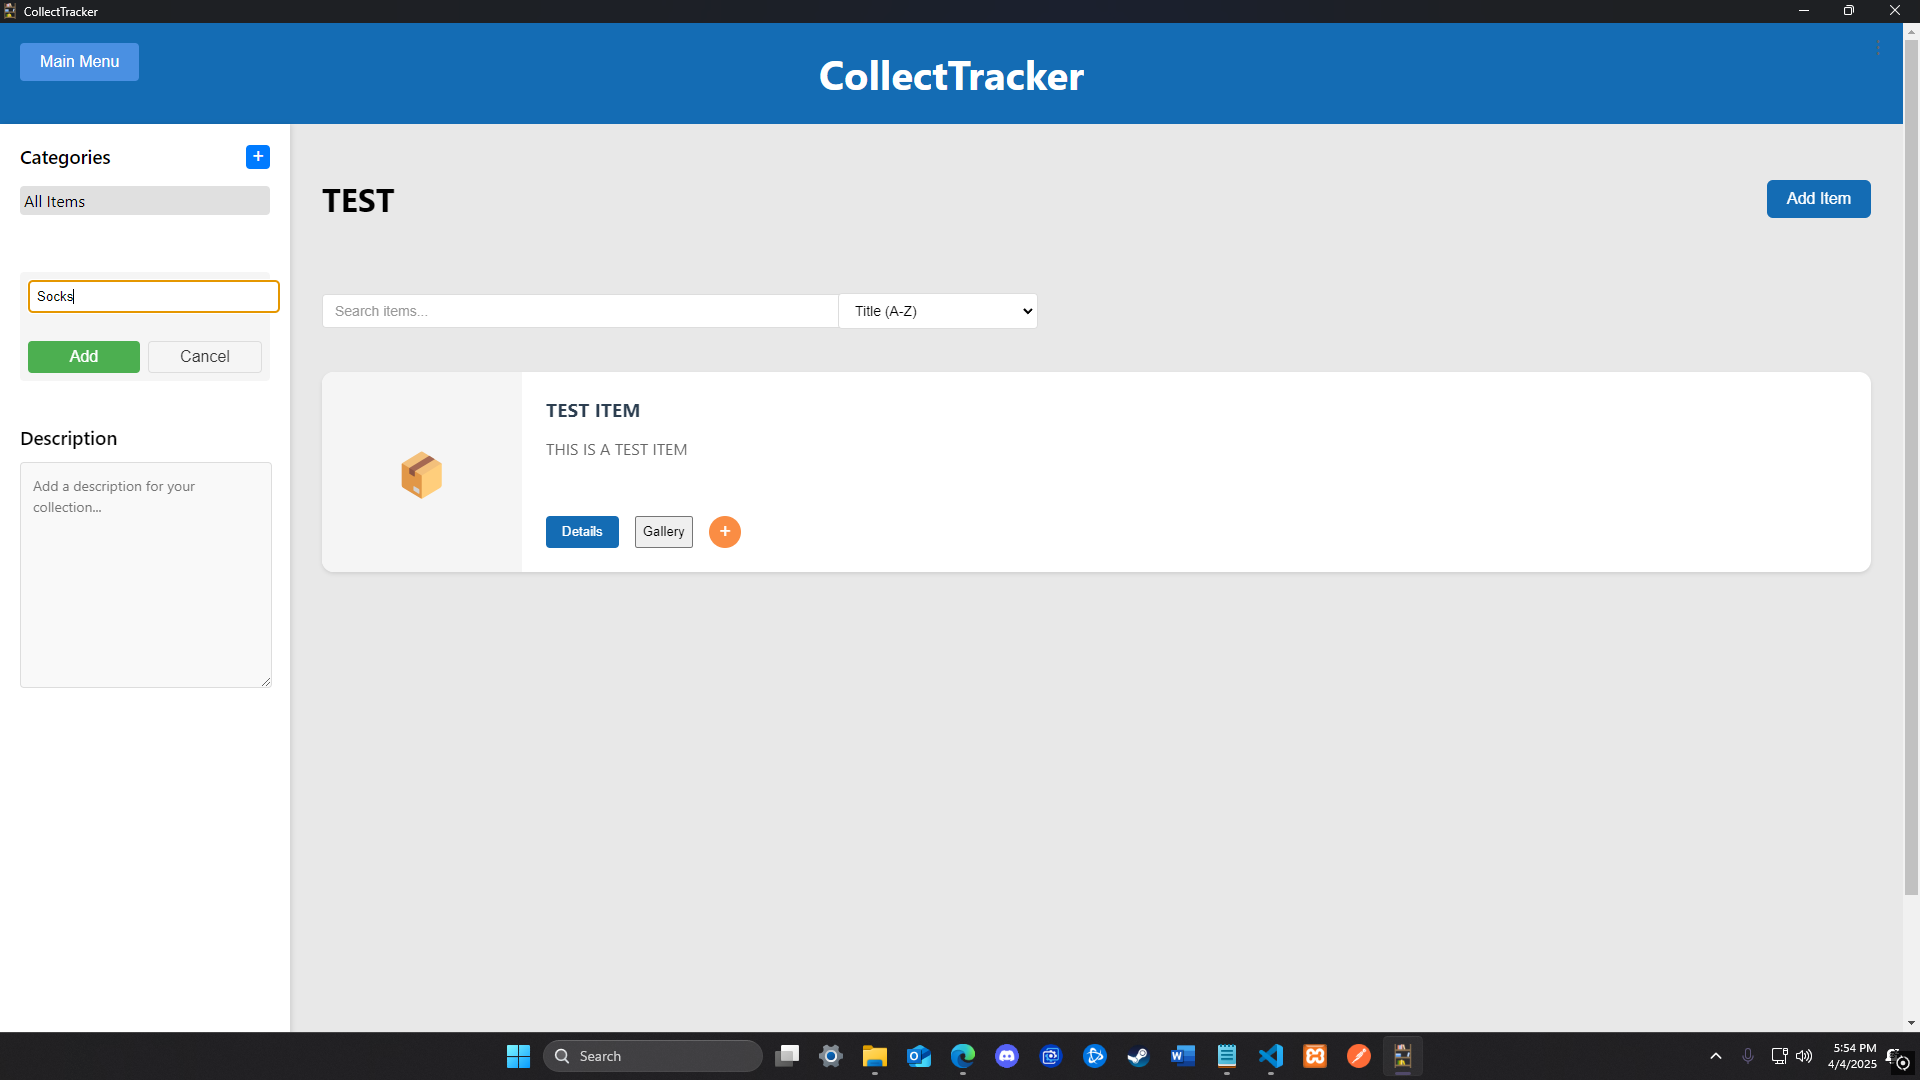 CollectTracker
Main Menu
CollectTracker
Categories
+
All Items
Socks
Add
Cancel
Description
Add a description for your
collection...
TEST
Add Item
Search items...
Title (A-Z)
TEST ITEM
THIS IS A TEST ITEM
Details
Gallery
+
Search
5:54 PM
4/4/2025